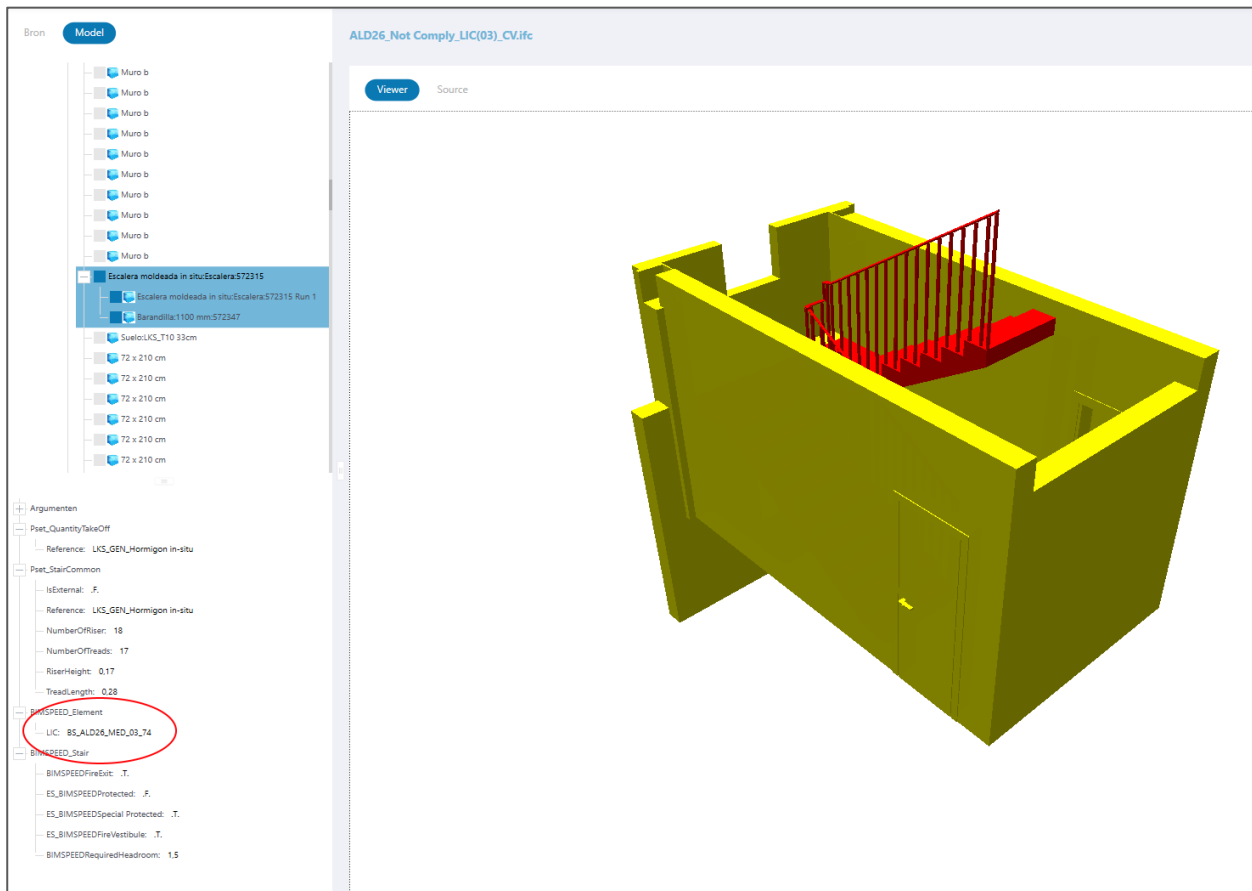 Bron Model
ALD26_Not Comply_LIC(03)_CV.ifc
Viewer Source
Muro b
Muro b
Muro b
Muro b
Muro b
Muro b
Muro b
Muro b
Muro b
Muro b
Escalera moldeada in situ:Escalera:572315
Escalera moldeada in situ:Escalera:572315 Run 1
Barandilla:1100 mm:572347
Suelo:LKS_T10 33cm
72 x 210 cm
72 x 210 cm
72 x 210 cm
72 x 210 cm
72 x 210 cm
72 x 210 cm
Argumenten
Pset_QuantityTakeOff
Reference: LKS_GEN_Hormigon in-situ
Pset_StairCommon
IsExternal: .F.
Reference: LKS_GEN_Hormigon in-situ
NumberOfRiser: 18
NumberOfTreads: 17
RiserHeight: 0,17
TreadLength: 0,28
BIMSPEED_Element
LIC: BS_ALD26_MED_03_74
BIMSPEED_Stair
BIMSPEEDFireExit: .T.
ES_BIMSPEEDProtected: .F.
ES_BIMSPEEDSpecial Protected: .T.
ES_BIMSPEEDFireVestibule: .T.
BIMSPEEDRequiredHeadroom: 1,5